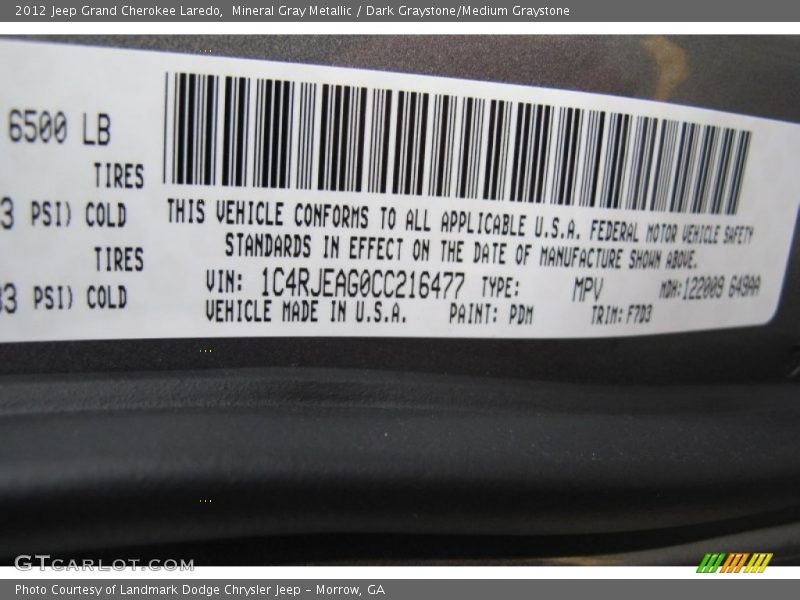 2012 Jeep Grand Cherokee Laredo,  Mineral Gray Metallic / Dark Graystone/Medium Graystone
6500 LB
TIRES
3 PSI) COLD
TIRES
33 PSI) COLD
THIS VEHICLE CONFORMS TO ALL APPLICABLE U.S.A. FEDERAL MOTOR VEHICLE SAFETY
STANDARDS IN EFFECT ON THE DATE OF MANUFACTURE SHOWN ABOVE.
VIN: 1C4RJEAG0CC216477 TYPE: MPV MDH:122009 649AA
VEHICLE MADE IN U.S.A. PAINT: PDM TRIM: F7D3
GTCARLOT.COM
Photo Courtesy of Landmark Dodge Chrysler Jeep – Morrow, GA